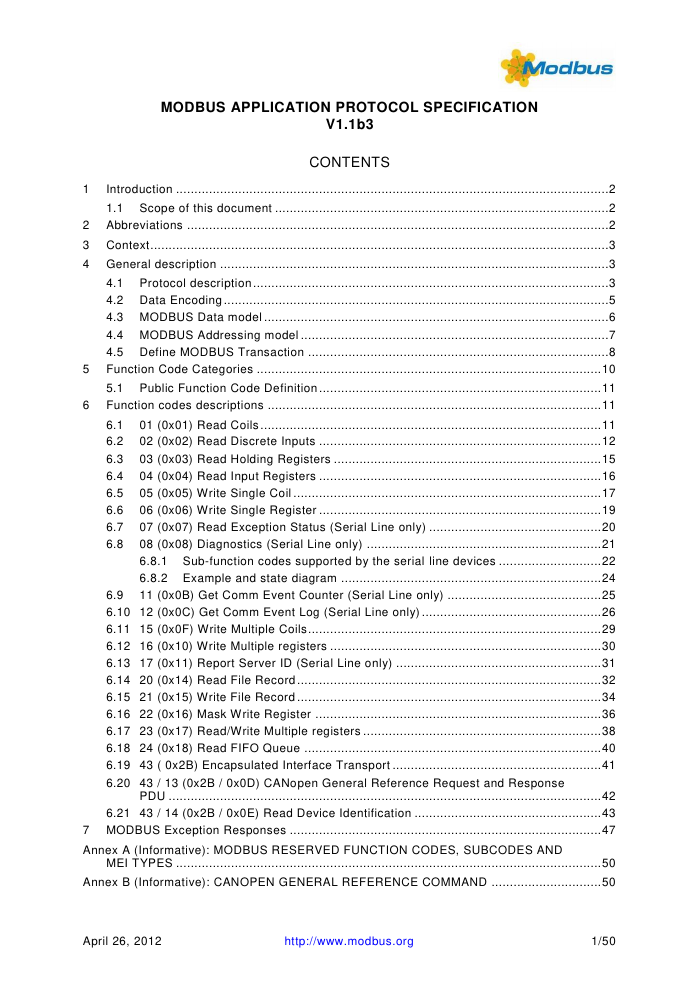 Modbus
MODBUS APPLICATION PROTOCOL SPECIFICATION
V1.1b3
CONTENTS
1 Introduction ......................................................................................................................2
1.1 Scope of this document ...........................................................................................2
2 Abbreviations ...................................................................................................................2
3 Context.............................................................................................................................3
4 General description ..........................................................................................................3
4.1 Protocol description.................................................................................................3
4.2 Data Encoding.........................................................................................................5
4.3 MODBUS Data model..............................................................................................6
4.4 MODBUS Addressing model....................................................................................7
4.5 Define MODBUS Transaction ..................................................................................8
5 Function Code Categories ..............................................................................................10
5.1 Public Function Code Definition.............................................................................11
6 Function codes descriptions ...........................................................................................11
6.1 01 (0x01) Read Coils.............................................................................................11
6.2 02 (0x02) Read Discrete Inputs .............................................................................12
6.3 03 (0x03) Read Holding Registers .........................................................................15
6.4 04 (0x04) Read Input Registers .............................................................................16
6.5 05 (0x05) Write Single Coil....................................................................................17
6.6 06 (0x06) Write Single Register.............................................................................19
6.7 07 (0x07) Read Exception Status (Serial Line only) ...............................................20
6.8 08 (0x08) Diagnostics (Serial Line only) ................................................................21
6.8.1 Sub-function codes supported by the serial line devices ............................22
6.8.2 Example and state diagram .......................................................................24
6.9 11 (0x0B) Get Comm Event Counter (Serial Line only) ..........................................25
6.10 12 (0x0C) Get Comm Event Log (Serial Line only).................................................26
6.11 15 (0x0F) Write Multiple Coils................................................................................29
6.12 16 (0x10) Write Multiple registers ..........................................................................30
6.13 17 (0x11) Report Server ID (Serial Line only) ........................................................31
6.14 20 (0x14) Read File Record...................................................................................32
6.15 21 (0x15) Write File Record...................................................................................34
6.16 22 (0x16) Mask Write Register ..............................................................................36
6.17 23 (0x17) Read/Write Multiple registers.................................................................38
6.18 24 (0x18) Read FIFO Queue .................................................................................40
6.19 43 ( 0x2B) Encapsulated Interface Transport.........................................................41
6.20 43 / 13 (0x2B / 0x0D) CANopen General Reference Request and Response
PDU ......................................................................................................................42
6.21 43 / 14 (0x2B / 0x0E) Read Device Identification ...................................................43
7 MODBUS Exception Responses .....................................................................................47
Annex A (Informative): MODBUS RESERVED FUNCTION CODES, SUBCODES AND
MEI TYPES ....................................................................................................................50
Annex B (Informative): CANOPEN GENERAL REFERENCE COMMAND ..............................50
April 26, 2012 http://www.modbus.org 1/50